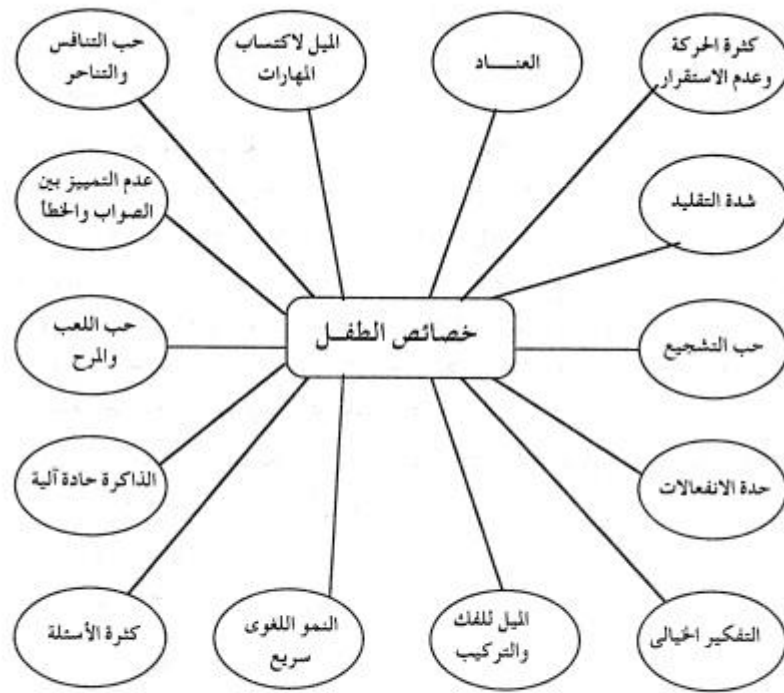 كثرة الحركة
وعدم الاستقرار
العنـــــاد
الميل لاكتساب
المهارات
حب التنافس
والتناحر
شدة التقليد
عدم التمييز بين
الصواب والخطأ
خصائص الطفــل
حب التشجيع
حب اللعب
والمرح
حدة الانفعالات
الذاكرة حادة آلية
التفكير الخيالى
الميل للفك
والتركيب
النمو اللغوى
سريع
كثرة الأسئلة